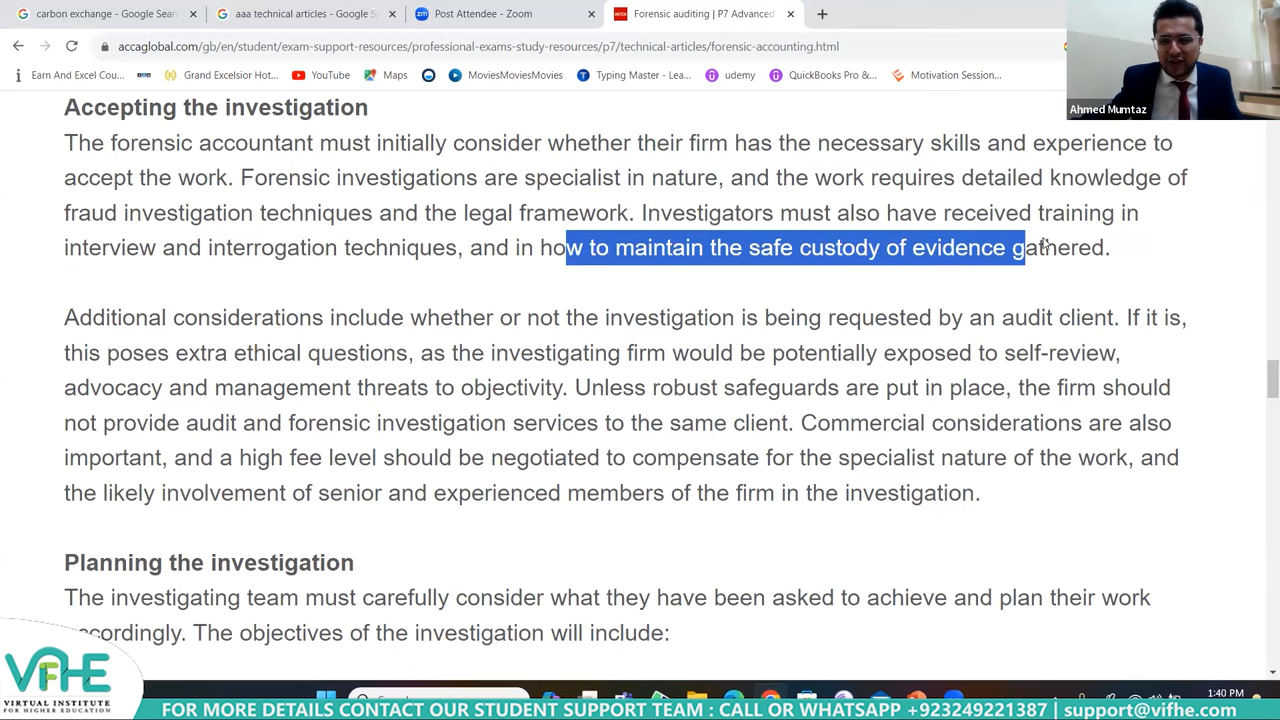 carbon exchange - Google Sear
aaa technical articles - Google S
Post Attendee - Zoom
Forensic auditing | P7 Advanced
accaglobal.com/gb/en/student/exam-support-resources/professional-exams-study-resources/p7/technical-articles/forensic-accounting.html
Earn And Excel Cou...
Grand Excelsior Hot...
YouTube
Maps
MoviesMoviesMovies
Typing Master - Lea...
udemy
QuickBooks Pro &...
Motivation Session...
Ahmed Mumtaz
Accepting the investigation
The forensic accountant must initially consider whether their firm has the necessary skills and experience to
accept the work. Forensic investigations are specialist in nature, and the work requires detailed knowledge of
fraud investigation techniques and the legal framework. Investigators must also have received training in
interview and interrogation techniques, and in how to maintain the safe custody of evidence gathered.
Additional considerations include whether or not the investigation is being requested by an audit client. If it is,
this poses extra ethical questions, as the investigating firm would be potentially exposed to self-review,
advocacy and management threats to objectivity. Unless robust safeguards are put in place, the firm should
not provide audit and forensic investigation services to the same client. Commercial considerations are also
important, and a high fee level should be negotiated to compensate for the specialist nature of the work, and
the likely involvement of senior and experienced members of the firm in the investigation.
Planning the investigation
The investigating team must carefully consider what they have been asked to achieve and plan their work
ccordingly. The objectives of the investigation will include:
VIFHE
VIRTUAL INSTITUTE
FOR HIGHER EDUCATION
1:40 PM
FOR MORE DETAILS CONTACT OUR STUDENT SUPPORT TEAM : CALL OR WHATSAPP +923249221387 | support@vifhe.com